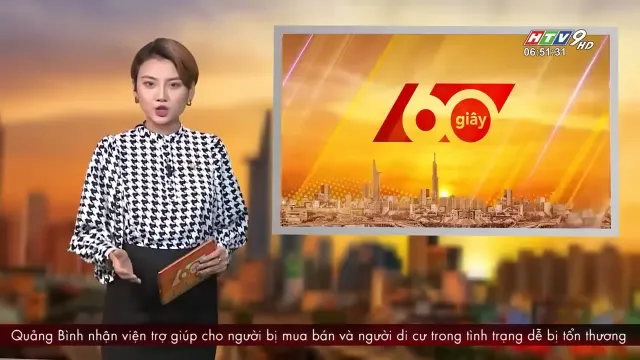 HTV9 HD
06:51:31
60 giây
Quảng Bình nhận viện trợ giúp cho người bị mua bán và người di cư trong tình trạng dễ bị tổn thương